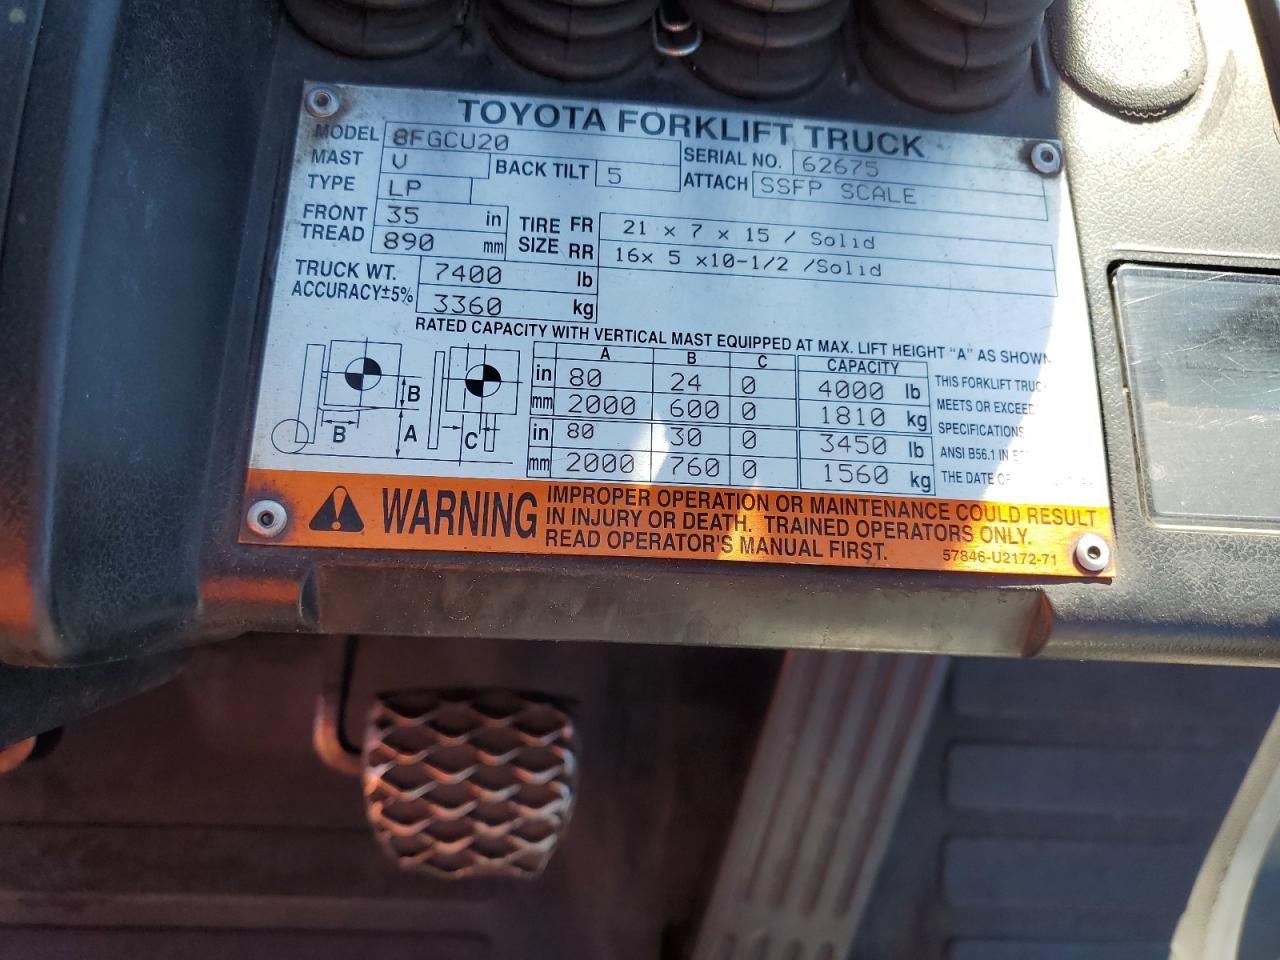 TOYOTA FORKLIFT TRUCK
MODEL 8FGCU20 SERIAL NO. 62675
MAST V BACK TILT 5 ATTACH SSFP SCALE
TYPE LP
FRONT TREAD 35 in 890 mm
TIRE SIZE FR 21 x 7 x 15 / Solid
RR 16x 5 x10-1/2 /Solid
TRUCK WT. 7400 lb
ACCURACY±5% 3360 kg
RATED CAPACITY WITH VERTICAL MAST EQUIPPED AT MAX. LIFT HEIGHT "A" AS SHOWN
A B C CAPACITY
in 80 24 0 4000 lb
mm 2000 600 0 1810 kg
in 80 30 0 3450 lb
mm 2000 760 0 1560 kg
B B A C
THIS FORKLIFT
MEETS OR
SPECIFICATIONS
ANSI B56.1 IN
THE DATE
WARNING
IMPROPER OPERATION OR MAINTENANCE COULD RESULT
IN INJURY OR DEATH. TRAINED OPERATORS ONLY.
READ OPERATOR'S MANUAL FIRST. 57846-U2172-71